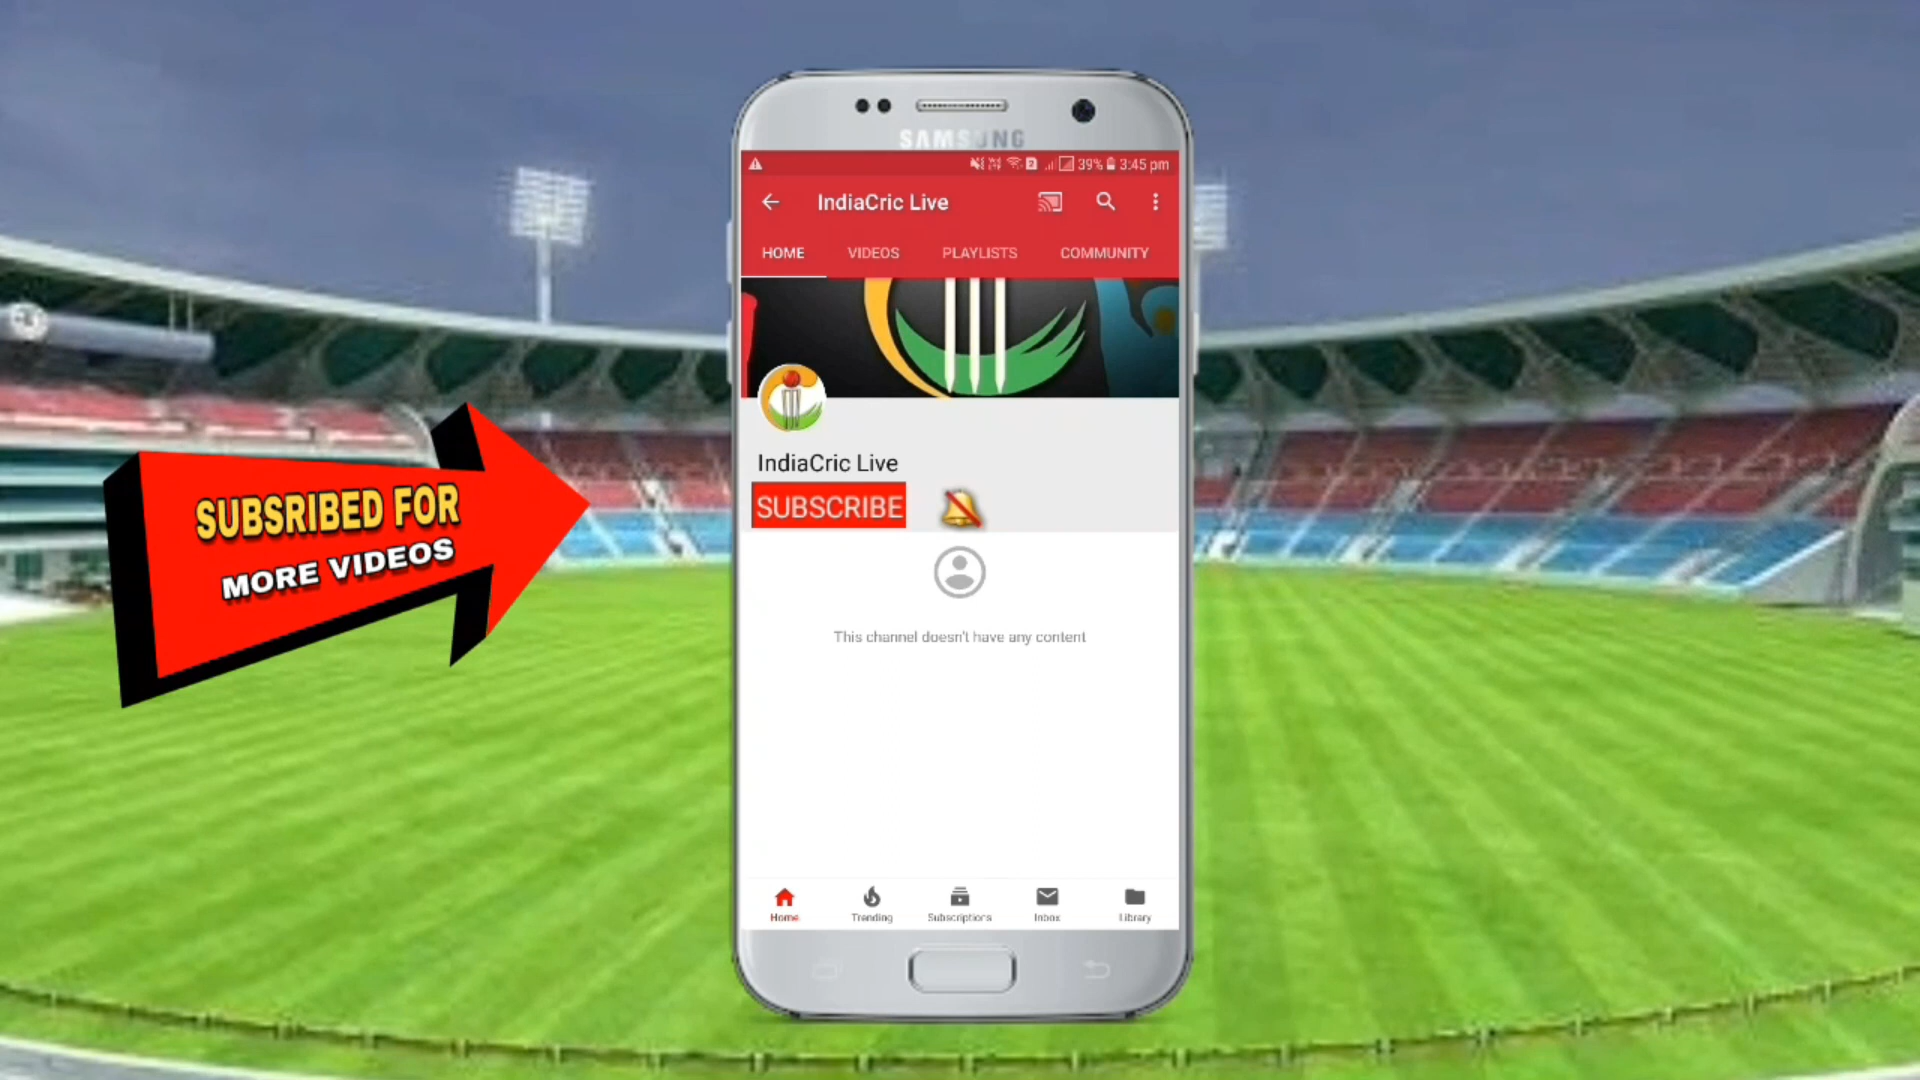 SAMSUNG
39% 3:45 pm
IndiaCric Live
HOME VIDEOS PLAYLISTS COMMUNITY
IndiaCric Live
SUBSCRIBE
SUBSRIBED FOR
MORE VIDEOS
This channel doesn't have any content
Home Trending Subscriptions Inbox Library